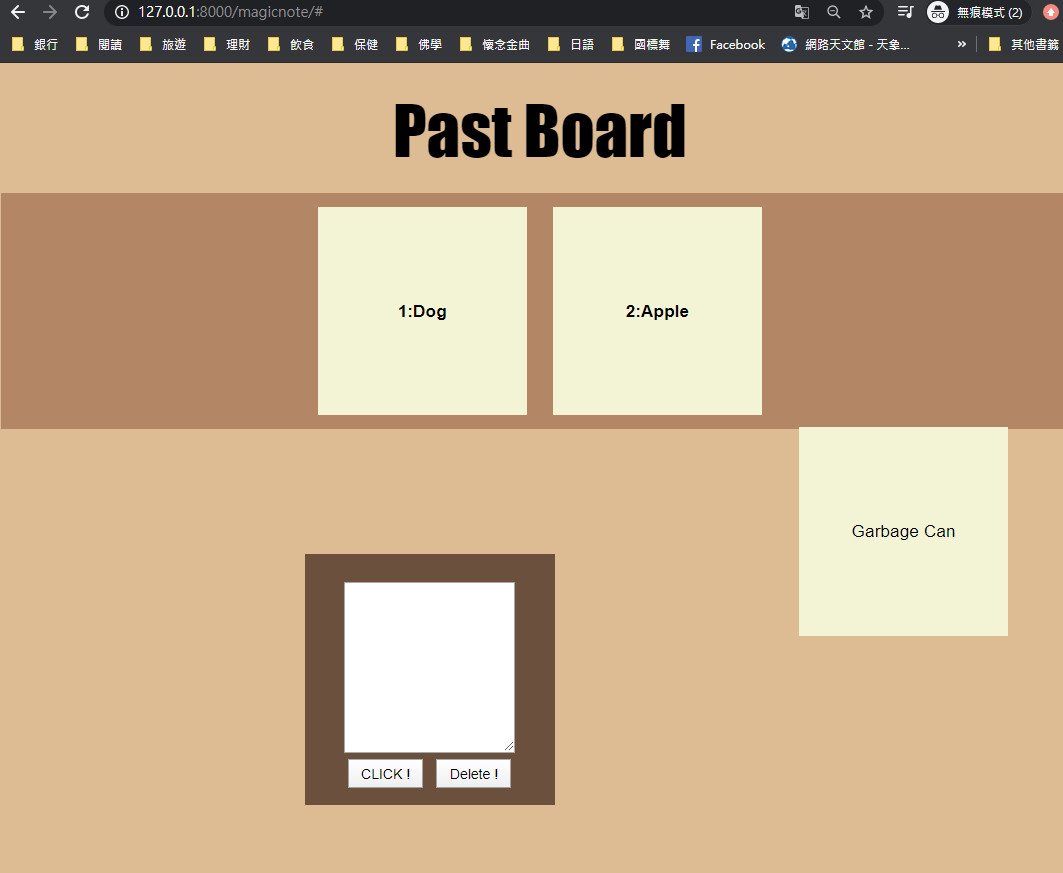 127.0.0.1:8000/magicnote/#
無痕模式 (2)
銀行 閱讀 旅遊 理財 飲食 保健 佛學 懷念金曲 日語 國標舞 Facebook 網路天文館 - 天象... » 其他書籤
Past Board
1:Dog 2:Apple
Garbage Can
CLICK ! Delete !